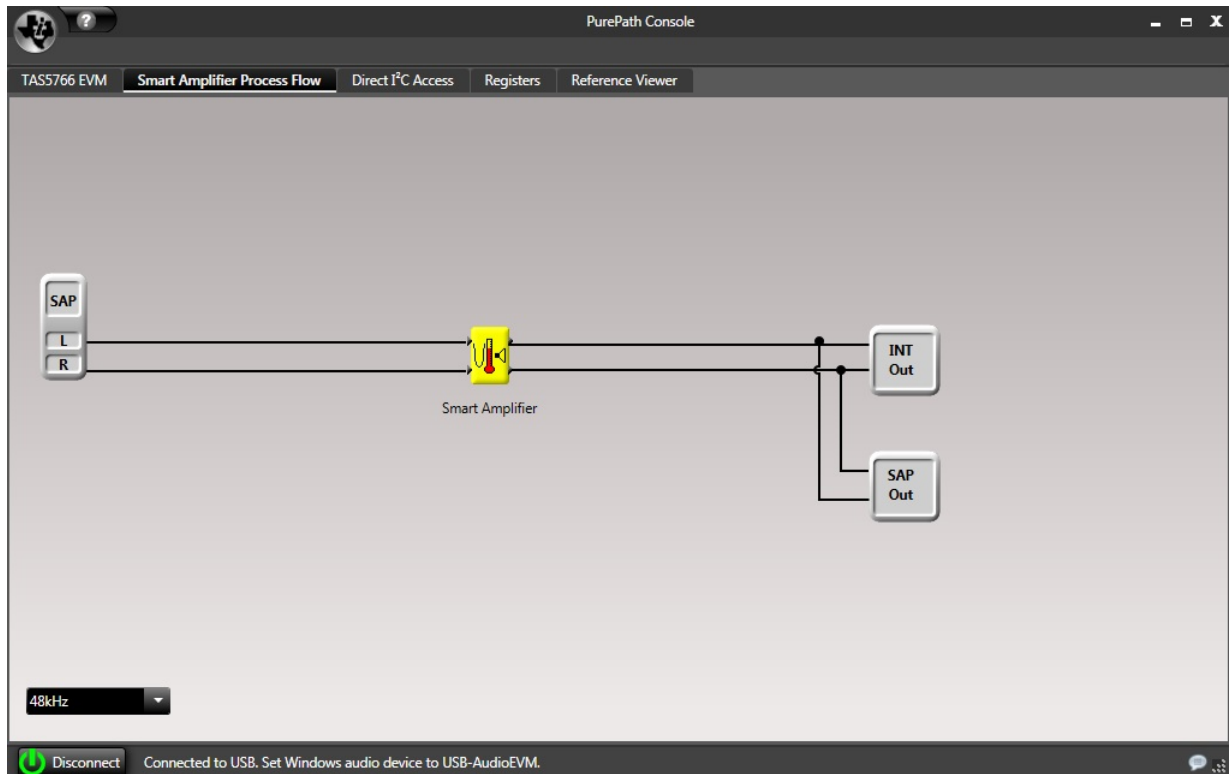 ?
PurePath Console
TAS5766 EVM
Smart Amplifier Process Flow
Direct I²C Access
Registers
Reference Viewer
SAP
L
R
Smart Amplifier
INT
Out
SAP
Out
48kHz
Disconnect
Connected to USB. Set Windows audio device to USB-AudioEVM.